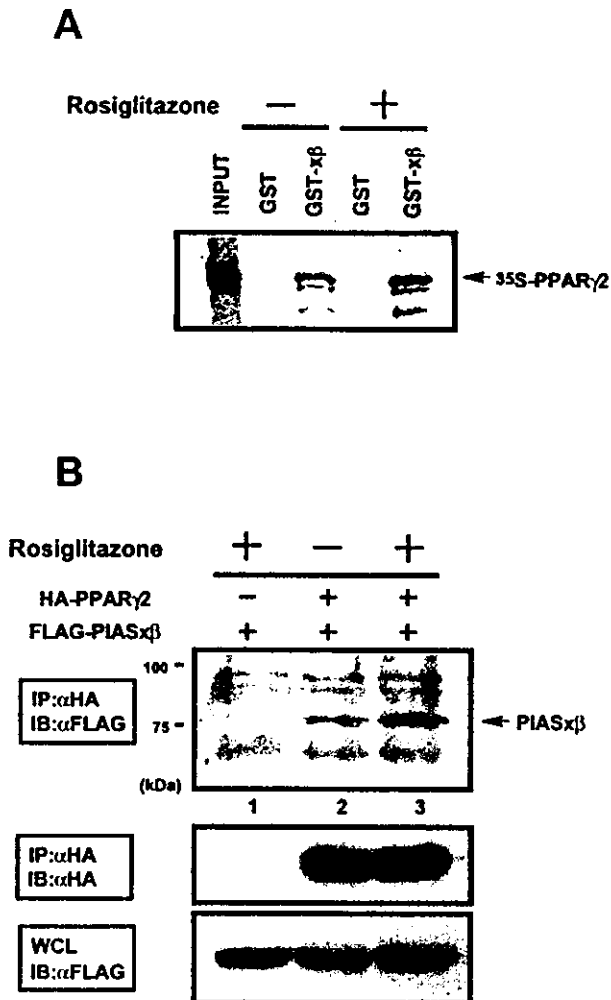 A
Rosiglitazone − +
INPUT GST GST-xβ GST GST-xβ
35S-PPARγ2
B
Rosiglitazone + − +
HA-PPARγ2 − + +
FLAG-PIASxβ + + +
IP:αHA
IB:αFLAG
100
75
(kDa)
PIASxβ
1 2 3
IP:αHA
IB:αHA
WCL
IB:αFLAG